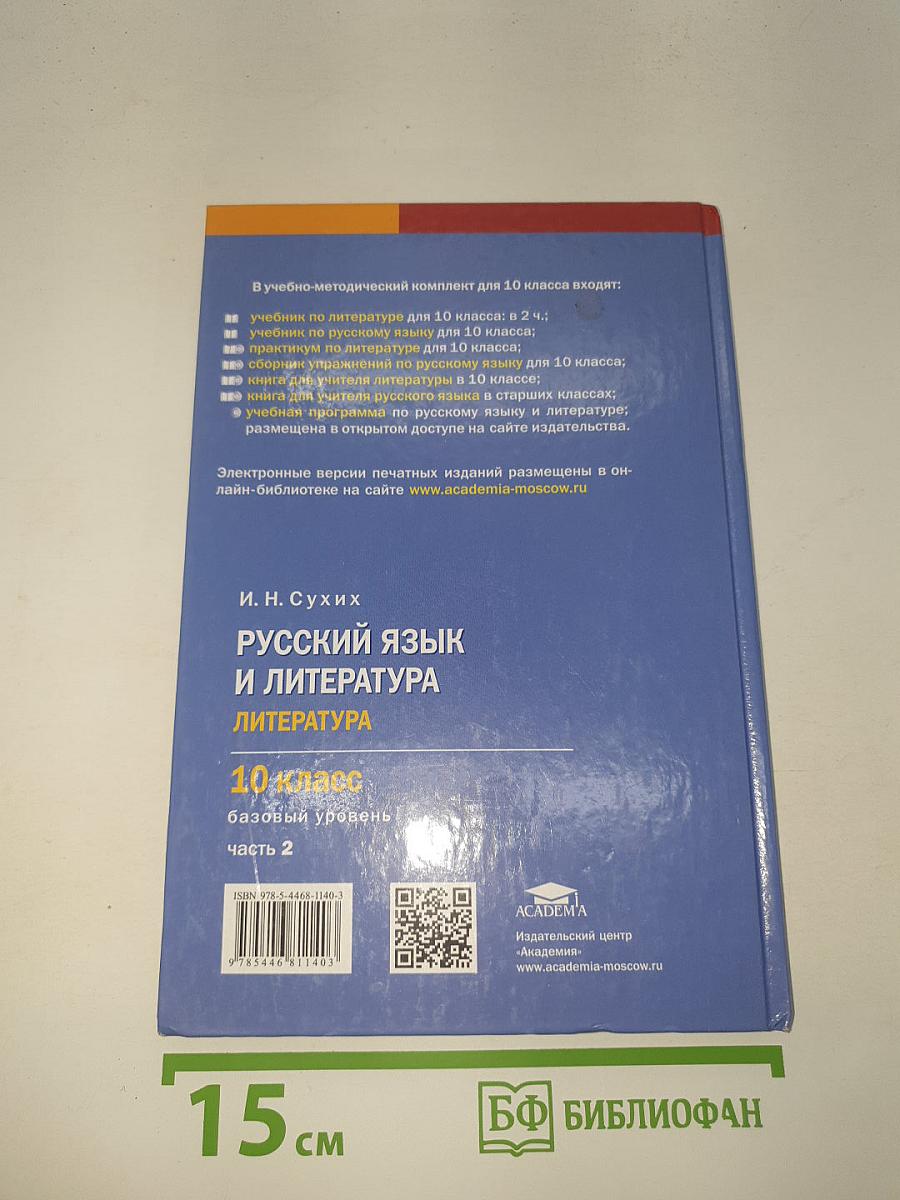 В учебно-методический комплект для 10 класса входят:
учебник по литературе для 10 класса: в 2 ч.;
учебник по русскому языку для 10 класса;
практикум по литературе для 10 класса;
сборник упражнений по русскому языку для 10 класса;
книга для учителя литературы в 10 классе;
книга для учителя русского языка в старших классах;
учебная программа по русскому языку и литературе;
размещена в открытом доступе на сайте издательства.
Электронные версии печатных изданий размещены в он-
лайн-библиотеке на сайте www.academia-moscow.ru
И. Н. Сухих
РУССКИЙ ЯЗЫК
И ЛИТЕРАТУРА
ЛИТЕРАТУРА
10 класс
базовый уровень
часть 2
ISBN 978-5-4468-1140-3
9 785446 811403
ACADEMA
Издательский центр
«Академия»
www.academia-moscow.ru
15 см
БФ БИБЛИОФАН